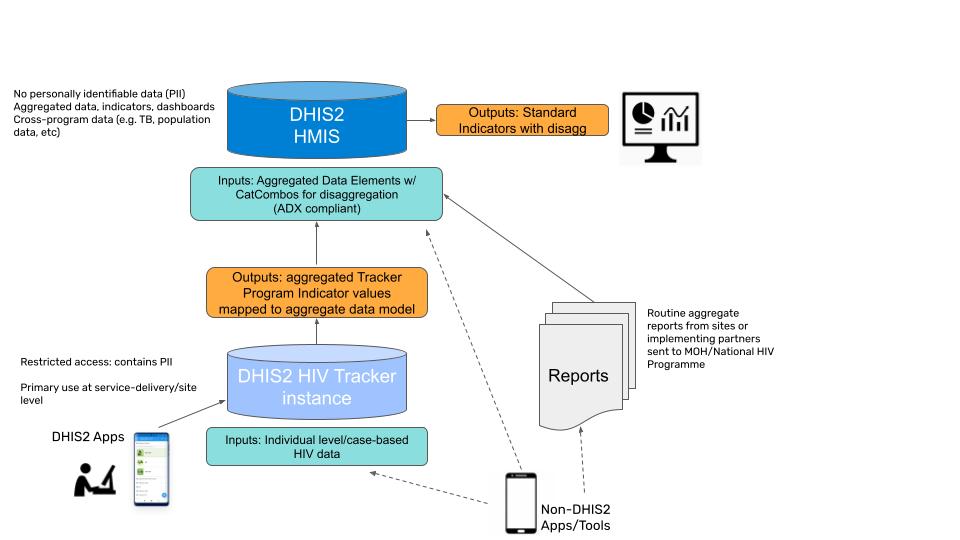 No personally identifiable data (PII)
Aggregated data, indicators, dashboards
Cross-program data (e.g. TB, population
data, etc)
DHIS2
HMIS
Outputs: Standard
Indicators with disagg
Inputs: Aggregated Data Elements w/
CatCombos for disaggregation
(ADX compliant)
Outputs: aggregated Tracker
Program Indicator values
mapped to aggregate data model
Routine aggregate
reports from sites or
implementing partners
sent to MOH/National HIV
Programme
Reports
Restricted access: contains PII
Primary use at service-delivery/site
level
DHIS2 HIV Tracker
instance
DHIS2 Apps
Inputs: Individual level/case-based
HIV data
Non-DHIS2
Apps/Tools